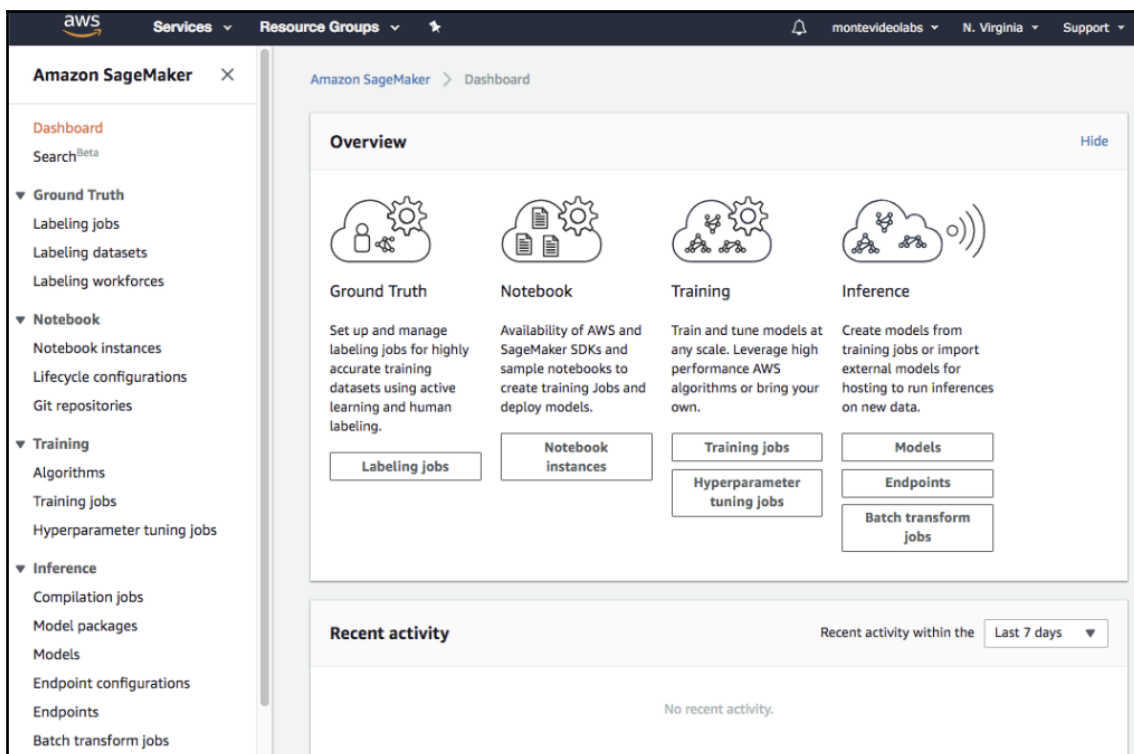 aws Services Resource Groups montevideolabs N. Virginia Support
Amazon SageMaker
Dashboard
Search Beta
Ground Truth
Labeling jobs
Labeling datasets
Labeling workforces
Notebook
Notebook instances
Lifecycle configurations
Git repositories
Training
Algorithms
Training jobs
Hyperparameter tuning jobs
Inference
Compilation jobs
Model packages
Models
Endpoint configurations
Endpoints
Batch transform jobs
Amazon SageMaker Dashboard
Overview Hide
Ground Truth
Set up and manage
labeling jobs for highly
accurate training
datasets using active
learning and human
labeling.
Labeling jobs
Notebook
Availability of AWS and
SageMaker SDKs and
sample notebooks to
create training Jobs and
deploy models.
Notebook
instances
Training
Train and tune models at
any scale. Leverage high
performance AWS
algorithms or bring your
own.
Training jobs
Hyperparameter
tuning jobs
Inference
Create models from
training jobs or import
external models for
hosting to run inferences
on new data.
Models
Endpoints
Batch transform
jobs
Recent activity Recent activity within the Last 7 days
No recent activity.